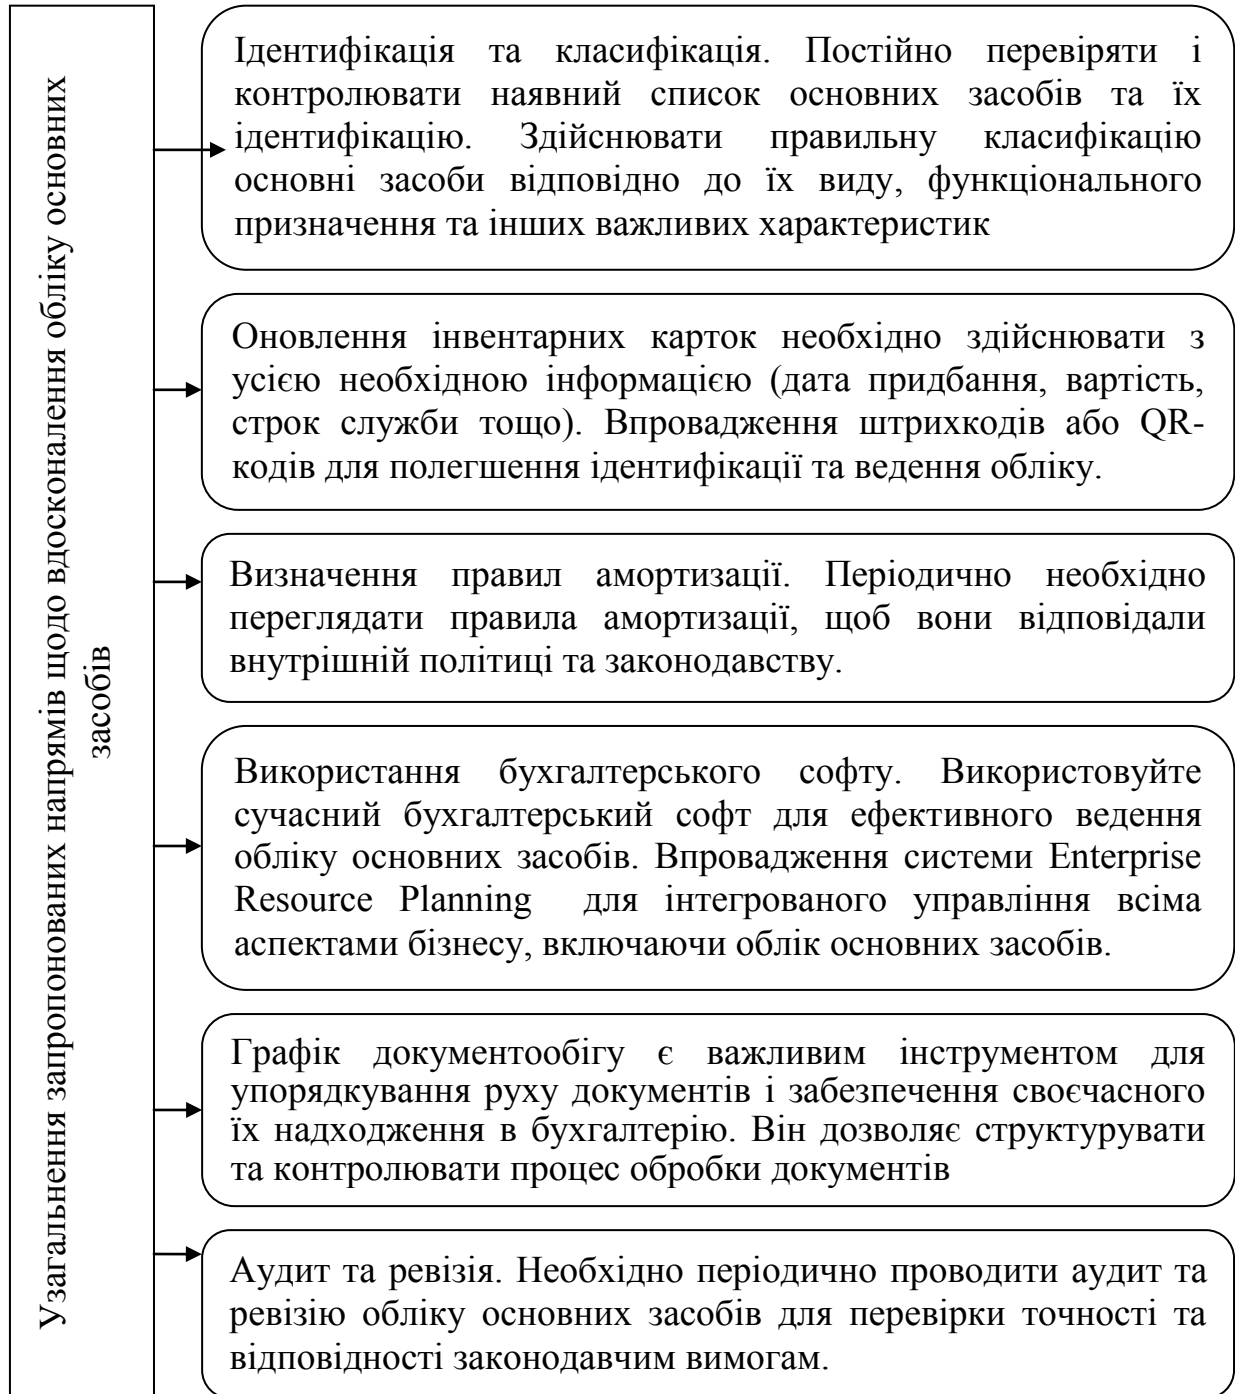 Узагальнення запропонованих напрямів щодо вдосконалення обліку основних
засобів
Ідентифікація та класифікація. Постійно перевіряти і
контролювати наявний список основних засобів та їх
ідентифікацію. Здійснювати правильну класифікацію
основні засоби відповідно до їх виду, функціонального
призначення та інших важливих характеристик
Оновлення інвентарних карток необхідно здійснювати з
усією необхідною інформацією (дата придбання, вартість,
строк служби тощо). Впровадження штрихкодів або QR-
кодів для полегшення ідентифікації та ведення обліку.
Визначення правил амортизації. Періодично необхідно
переглядати правила амортизації, щоб вони відповідали
внутрішній політиці та законодавству.
Використання бухгалтерського софту. Використовуйте
сучасний бухгалтерський софт для ефективного ведення
обліку основних засобів. Впровадження системи Enterprise
Resource Planning для інтегрованого управління всіма
аспектами бізнесу, включаючи облік основних засобів.
Графік документообігу є важливим інструментом для
упорядкування руху документів і забезпечення своєчасного
їх надходження в бухгалтерію. Він дозволяє структурувати
та контролювати процес обробки документів
Аудит та ревізія. Необхідно періодично проводити аудит та
ревізію обліку основних засобів для перевірки точності та
відповідності законодавчим вимогам.